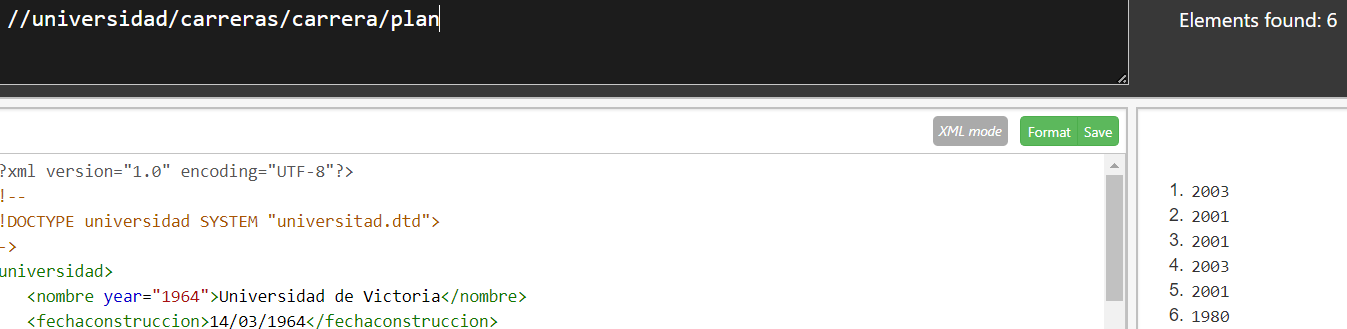 //universidad/carreras/carrera/plan
Elements found: 6
XML mode
Format
Save
?xml version="1.0" encoding="UTF-8"?>
!--
!DOCTYPE universidad SYSTEM "universitad.dtd">
->
universidad>
<nombre year="1964">Universidad de Victoria</nombre>
<fechaconstruccion>14/03/1964</fechaconstruccion>
1. 2003
2. 2001
3. 2001
4. 2003
5. 2001
6. 1980